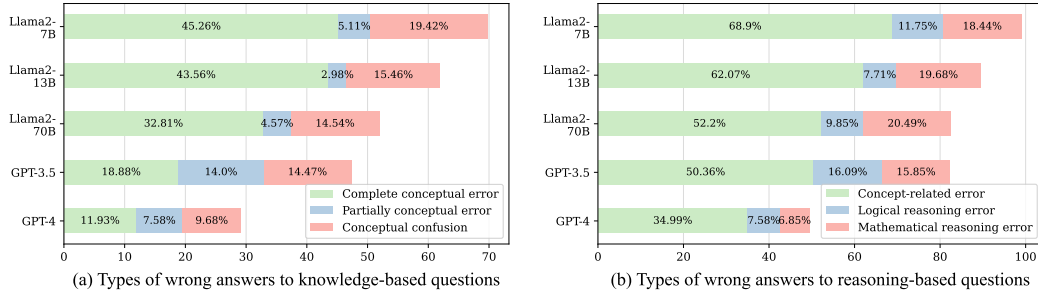 Llama2-
7B
45.26%
5.11%
19.42%
Llama2-
13B
43.56%
2.98%
15.46%
Llama2-
70B
32.81%
4.57%
14.54%
GPT-3.5
18.88%
14.0%
14.47%
GPT-4
11.93%
7.58%
9.68%
Complete conceptual error
Partially conceptual error
Conceptual confusion
0 10 20 30 40 50 60 70
(a) Types of wrong answers to knowledge-based questions
Llama2-
7B
68.9%
11.75%
18.44%
Llama2-
13B
62.07%
7.71%
19.68%
Llama2-
70B
52.2%
9.85%
20.49%
GPT-3.5
50.36%
16.09%
15.85%
GPT-4
34.99%
7.58%
6.85%
Concept-related error
Logical reasoning error
Mathematical reasoning error
0 20 40 60 80 100
(b) Types of wrong answers to reasoning-based questions